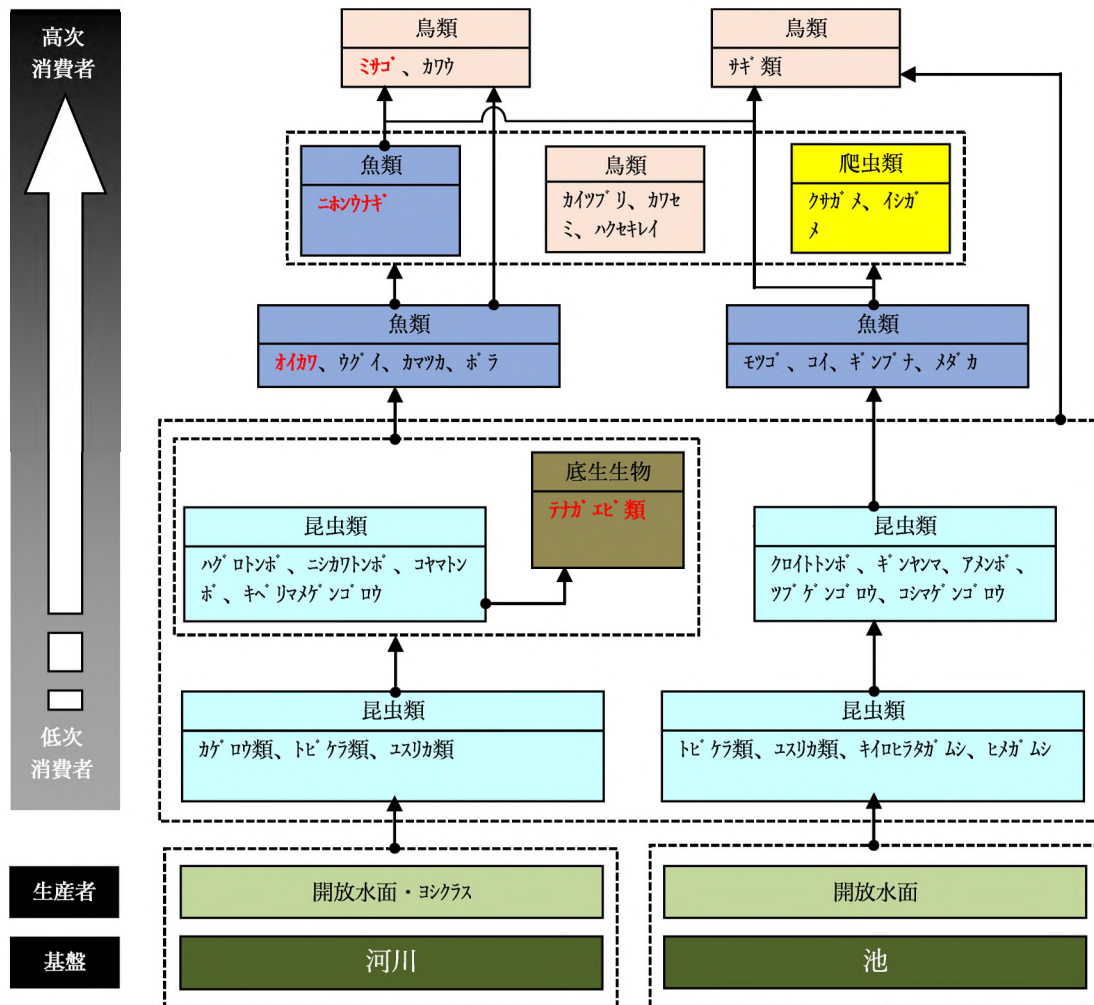 高次
消費者
鳥類
ﾐｻｺﾞ、ｶﾜｳ
鳥類
ｻｷﾞ類
魚類
ﾆﾎﾝｳﾅｷﾞ
鳥類
ｶｲﾂﾌﾞﾘ、ｶﾜｾ
ﾐ、ﾊｸｾｷﾚｲ
爬虫類
ｸｻｶﾞﾒ、ｲｼｶﾞ
ﾒ
魚類
ｵｲｶﾜ、ｳｸﾞｲ、ｶﾏﾂｶ、ﾎﾞﾗ
魚類
ﾓﾂｺﾞ、ｺｲ、ｷﾞﾝﾌﾞﾅ、ﾒﾀﾞｶ
底生生物
ﾃﾅｶﾞｴﾋﾞ類
昆虫類
ﾊｸﾞﾛﾄﾝﾎﾞ、ﾆｼｶﾜﾄﾝﾎﾞ、ｺﾔﾏﾄﾝ
ﾎﾞ、ｷﾍﾞﾘﾏﾒｹﾞﾝｺﾞﾛｳ
昆虫類
ｸﾛｲﾄﾄﾝﾎﾞ、ｷﾞﾝﾔﾝﾏ、ｱﾒﾝﾎﾞ、
ﾂﾌﾞｹﾞﾝｺﾞﾛｳ、ｺｼﾏｹﾞﾝｺﾞﾛｳ
昆虫類
ｶｹﾞﾛｳ類、ﾄﾋﾞｹﾗ類、ﾕｽﾘｶ類
昆虫類
ﾄﾋﾞｹﾗ類、ﾕｽﾘｶ類、ｷｲﾛﾋﾗﾀｶﾞﾑｼ、ﾋﾒｶﾞﾑｼ
低次
消費者
生産者
開放水面・ﾖｼｸﾗｽ
開放水面
基盤
河川
池